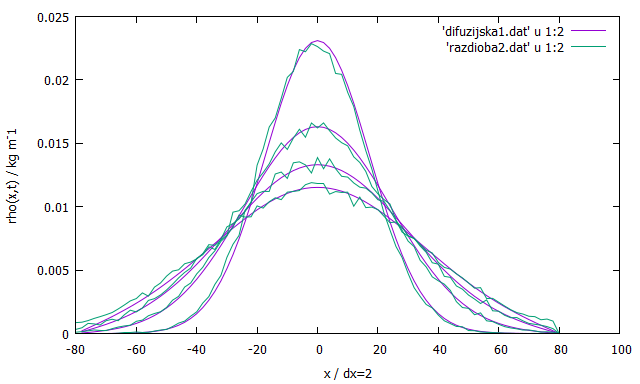 'difuzijska1.dat' u 1:2
'razdioba2.dat' u 1:2
rho(x,t) / kg m⁻¹
0.025
0.02
0.015
0.01
0.005
0
-80 -60 -40 -20 0 20 40 60 80 100
x / dx=2